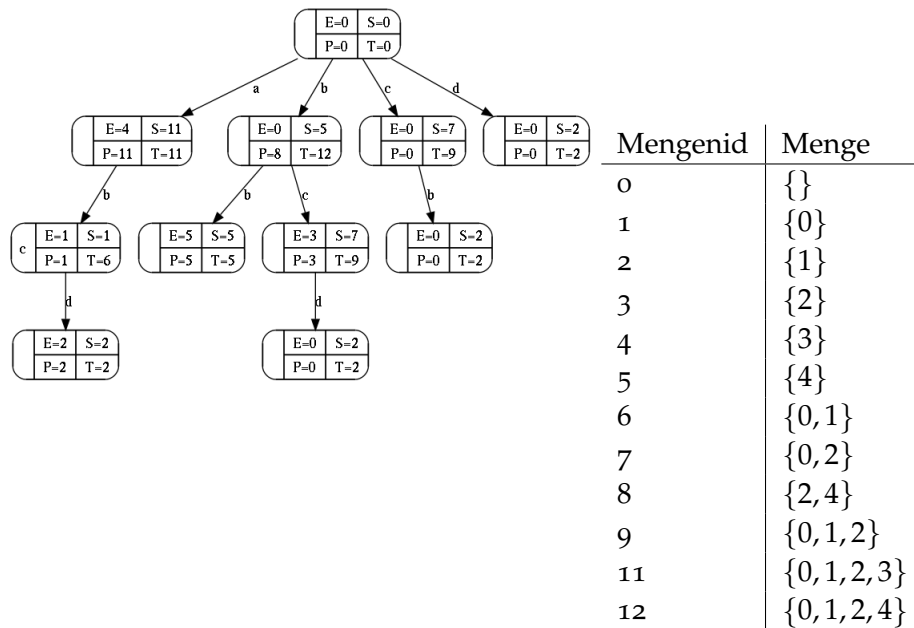 E=0 S=0
P=0 T=0
a b c d
E=4 S=11
P=11 T=11
E=0 S=5
P=8 T=12
E=0 S=7
P=0 T=9
E=0 S=2
P=0 T=2
b b c b
c E=1 S=1
P=1 T=6
E=5 S=5
P=5 T=5
E=3 S=7
P=3 T=9
E=0 S=2
P=0 T=2
d d
E=2 S=2
P=2 T=2
E=0 S=2
P=0 T=2
Mengenid Menge
0 {}
1 {0}
2 {1}
3 {2}
4 {3}
5 {4}
6 {0, 1}
7 {0, 2}
8 {2, 4}
9 {0, 1, 2}
11 {0, 1, 2, 3}
12 {0, 1, 2, 4}